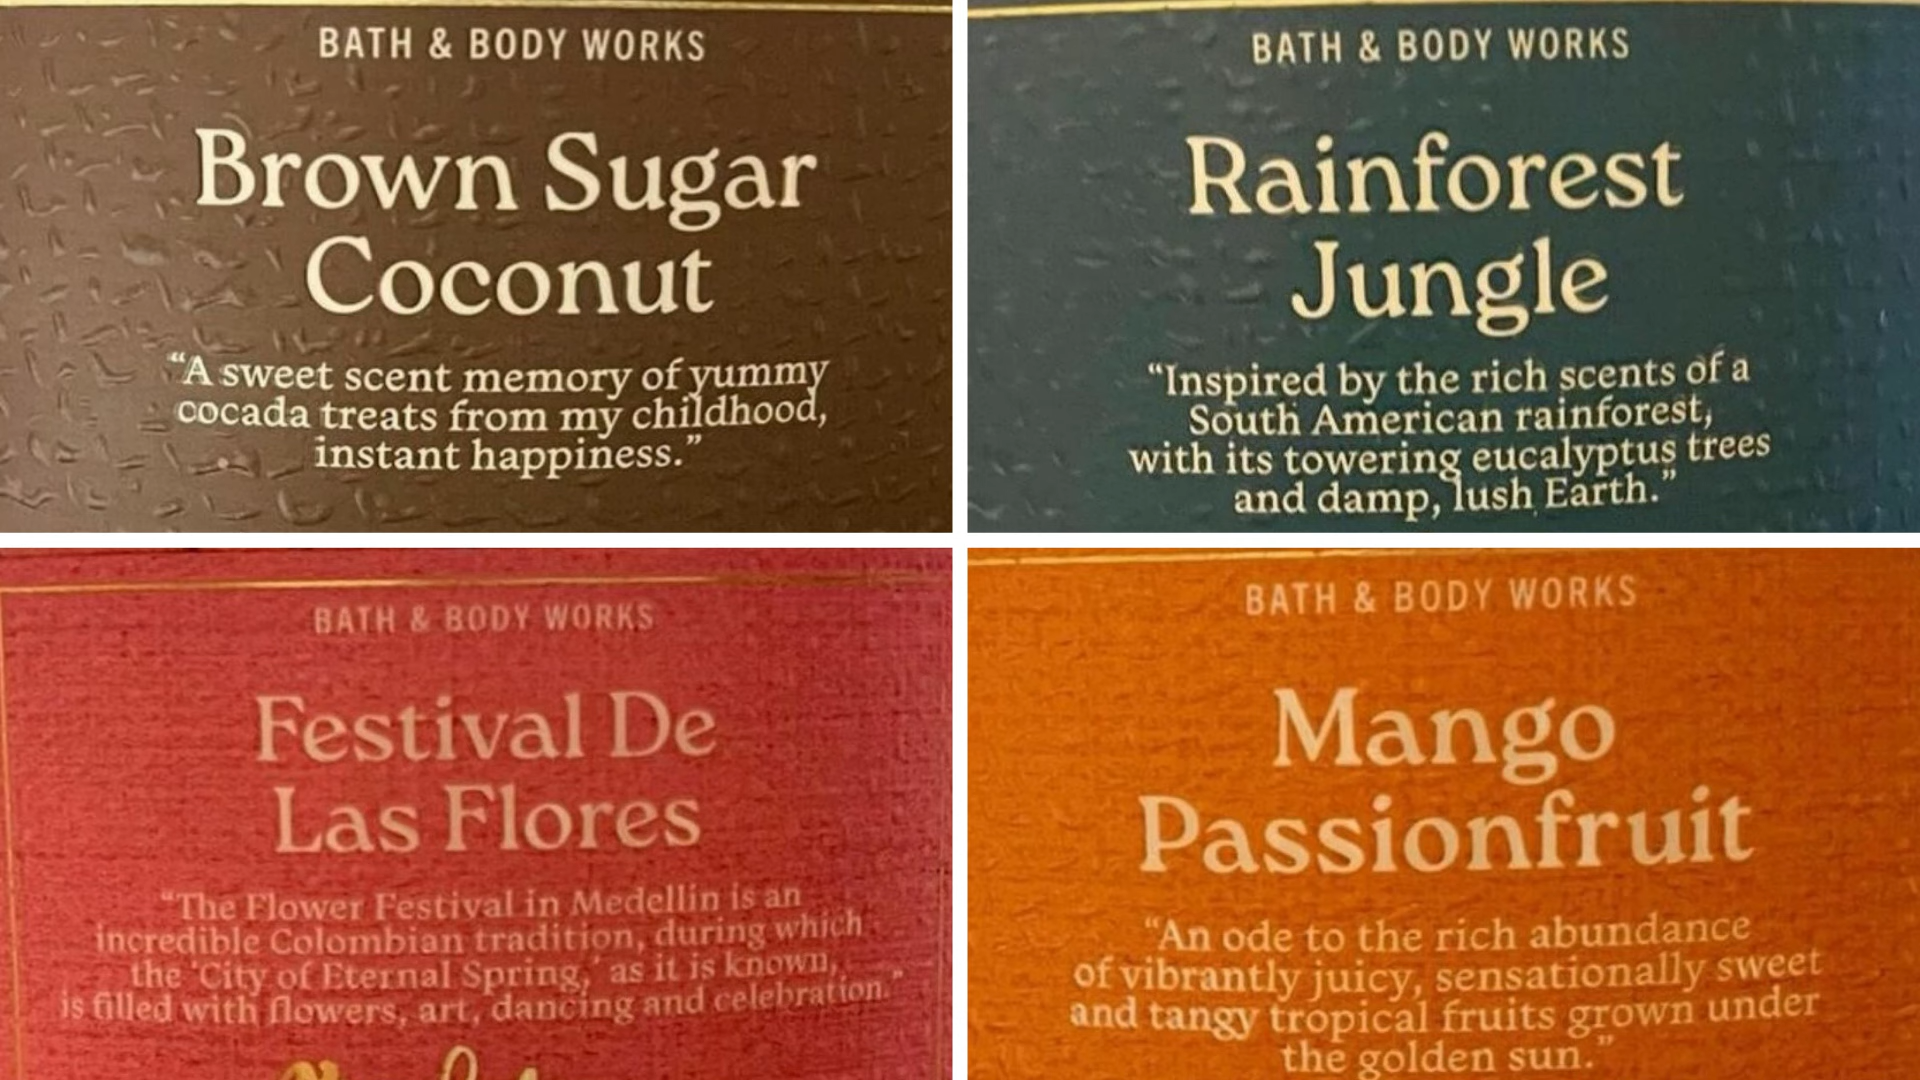 BATH & BODY WORKS
Brown Sugar
Coconut
“A sweet scent memory of yummy
cocada treats from my childhood,
instant happiness.”
BATH & BODY WORKS
Rainforest
Jungle
“Inspired by the rich scents of a
South American rainforest,
with its towering eucalyptus trees
and damp, lush Earth.”
BATH & BODY WORKS
Festival De
Las Flores
“The Flower Festival in Medellín is an
incredible Colombian tradition, during which
the ‘City of Eternal Spring,’ as it is known,
is filled with flowers, art, dancing and celebration.”
BATH & BODY WORKS
Mango
Passionfruit
“An ode to the rich abundance
of vibrantly juicy, sensationally sweet
and tangy tropical fruits grown under
the golden sun.”